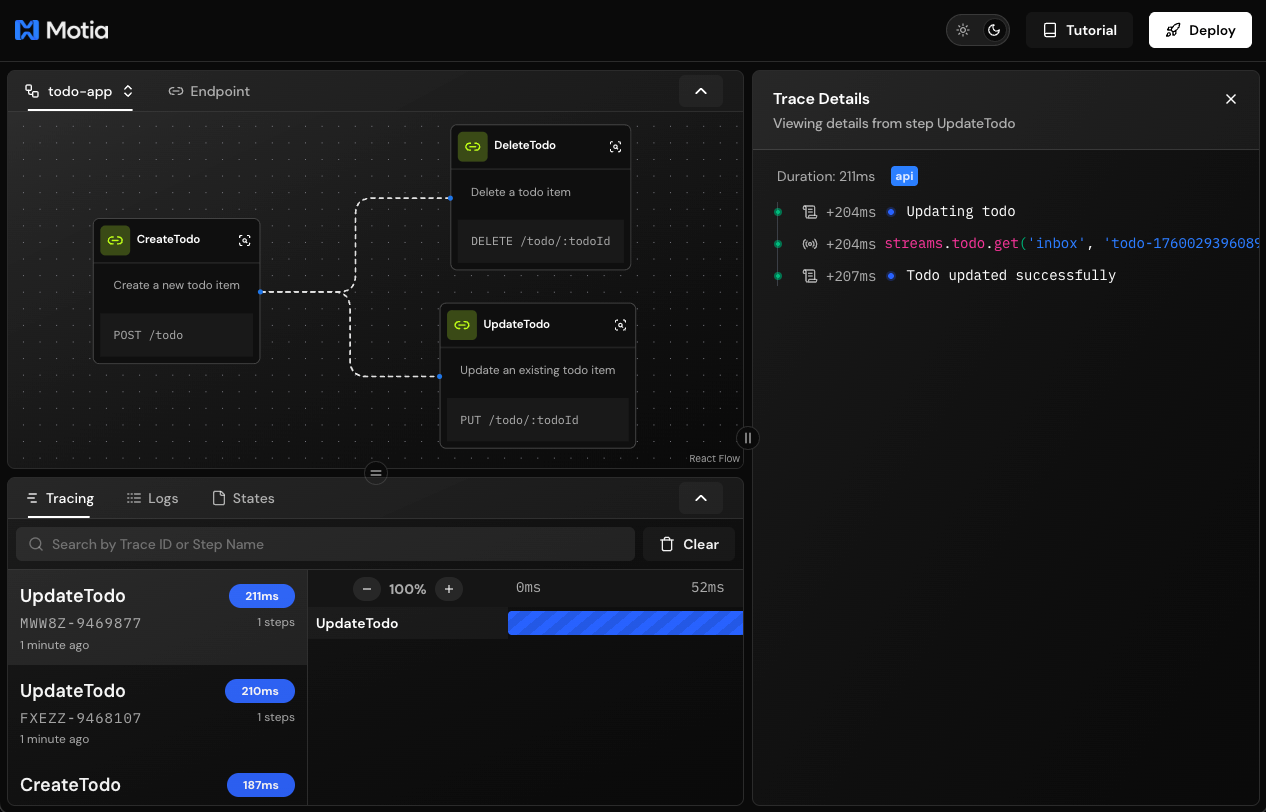 Motia
Tutorial
Deploy
todo-app
Endpoint
CreateTodo
Create a new todo item
POST /todo
DeleteTodo
Delete a todo item
DELETE /todo/:todoId
UpdateTodo
Update an existing todo item
PUT /todo/:todoId
React Flow
Tracing
Logs
States
Search by Trace ID or Step Name
Clear
UpdateTodo
211ms
MWW8Z-9469877
1 steps
1 minute ago
UpdateTodo
210ms
FXEZZ-9468107
1 steps
1 minute ago
CreateTodo
187ms
100%
0ms
52ms
UpdateTodo
Trace Details
Viewing details from step UpdateTodo
Duration: 211ms
api
+204ms Updating todo
+204ms streams.todo.get('inbox', 'todo-1760029396089
+207ms Todo updated successfully